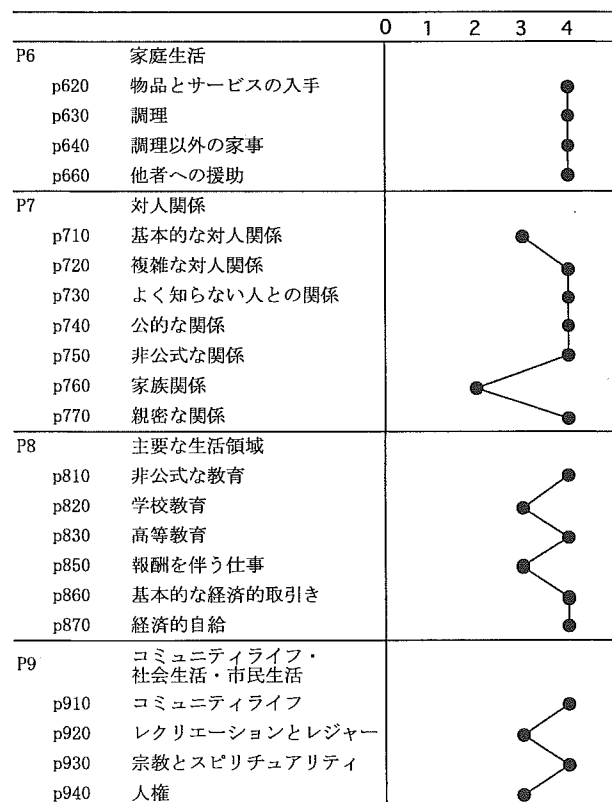 0 1 2 3 4
P6 家庭生活
p620 物品とサービスの入手
p630 調理
p640 調理以外の家事
p660 他者への援助
P7 対人関係
p710 基本的な対人関係
p720 複雑な対人関係
p730 よく知らない人との関係
p740 公的な関係
p750 非公式な関係
p760 家族関係
p770 親密な関係
P8 主要な生活領域
p810 非公式な教育
p820 学校教育
p830 高等教育
p850 報酬を伴う仕事
p860 基本的な経済的取引き
p870 経済的自給
P9 コミュニティライフ・
社会生活・市民生活
p910 コミュニティライフ
p920 レクリエーションとレジャー
p930 宗教とスピリチュアリティ
p940 人権